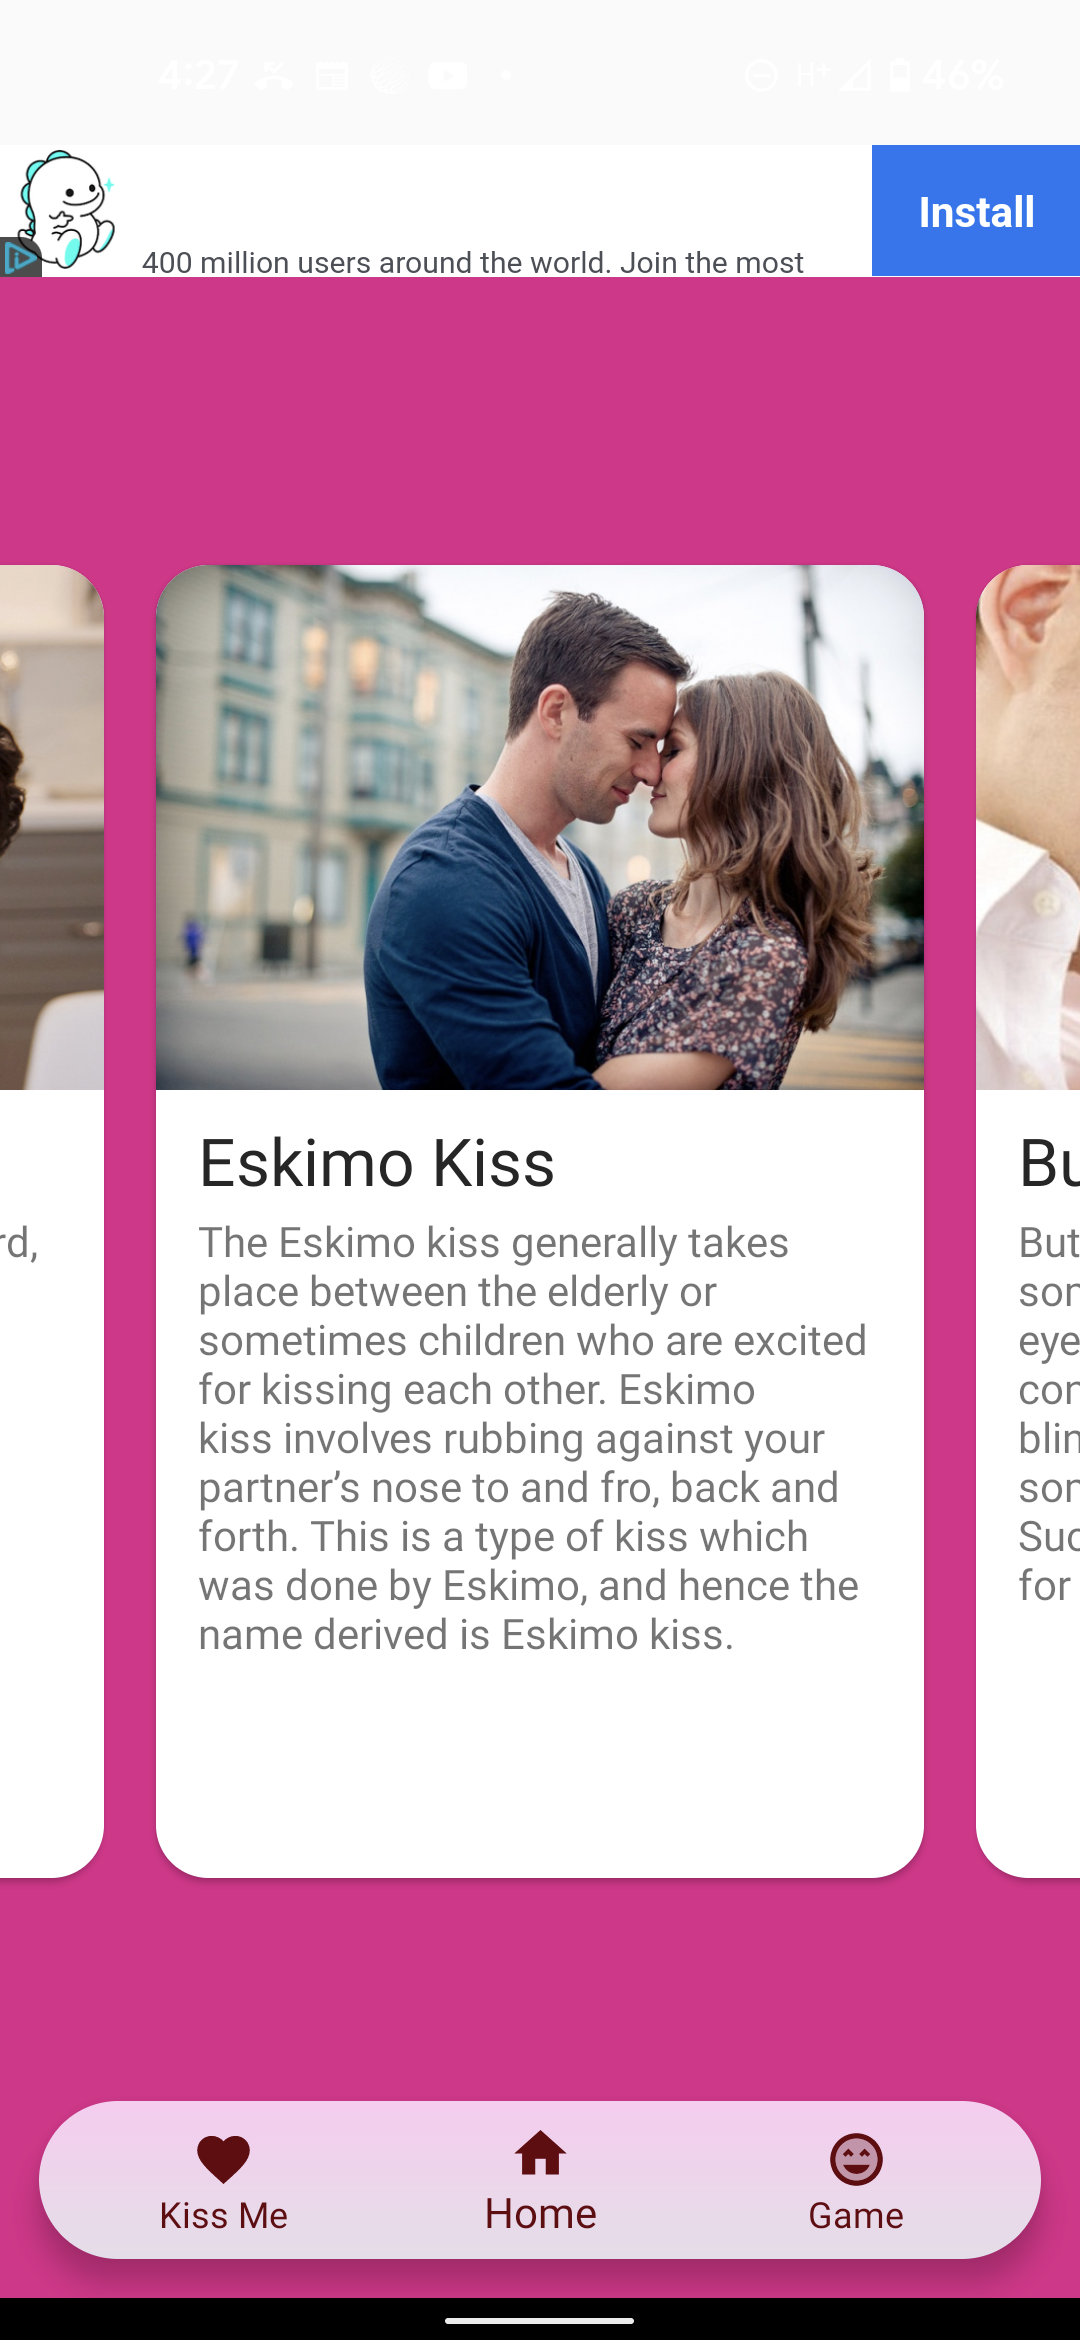 4:27
H+
46%
400 million users around the world. Join the most
Install
rd,
Eskimo Kiss
The Eskimo kiss generally takes
place between the elderly or
sometimes children who are excited
for kissing each other. Eskimo
kiss involves rubbing against your
partner’s nose to and fro, back and
forth. This is a type of kiss which
was done by Eskimo, and hence the
name derived is Eskimo kiss.
Bu
But
son
eye
con
blin
son
Suc
for
Kiss Me
Home
Game